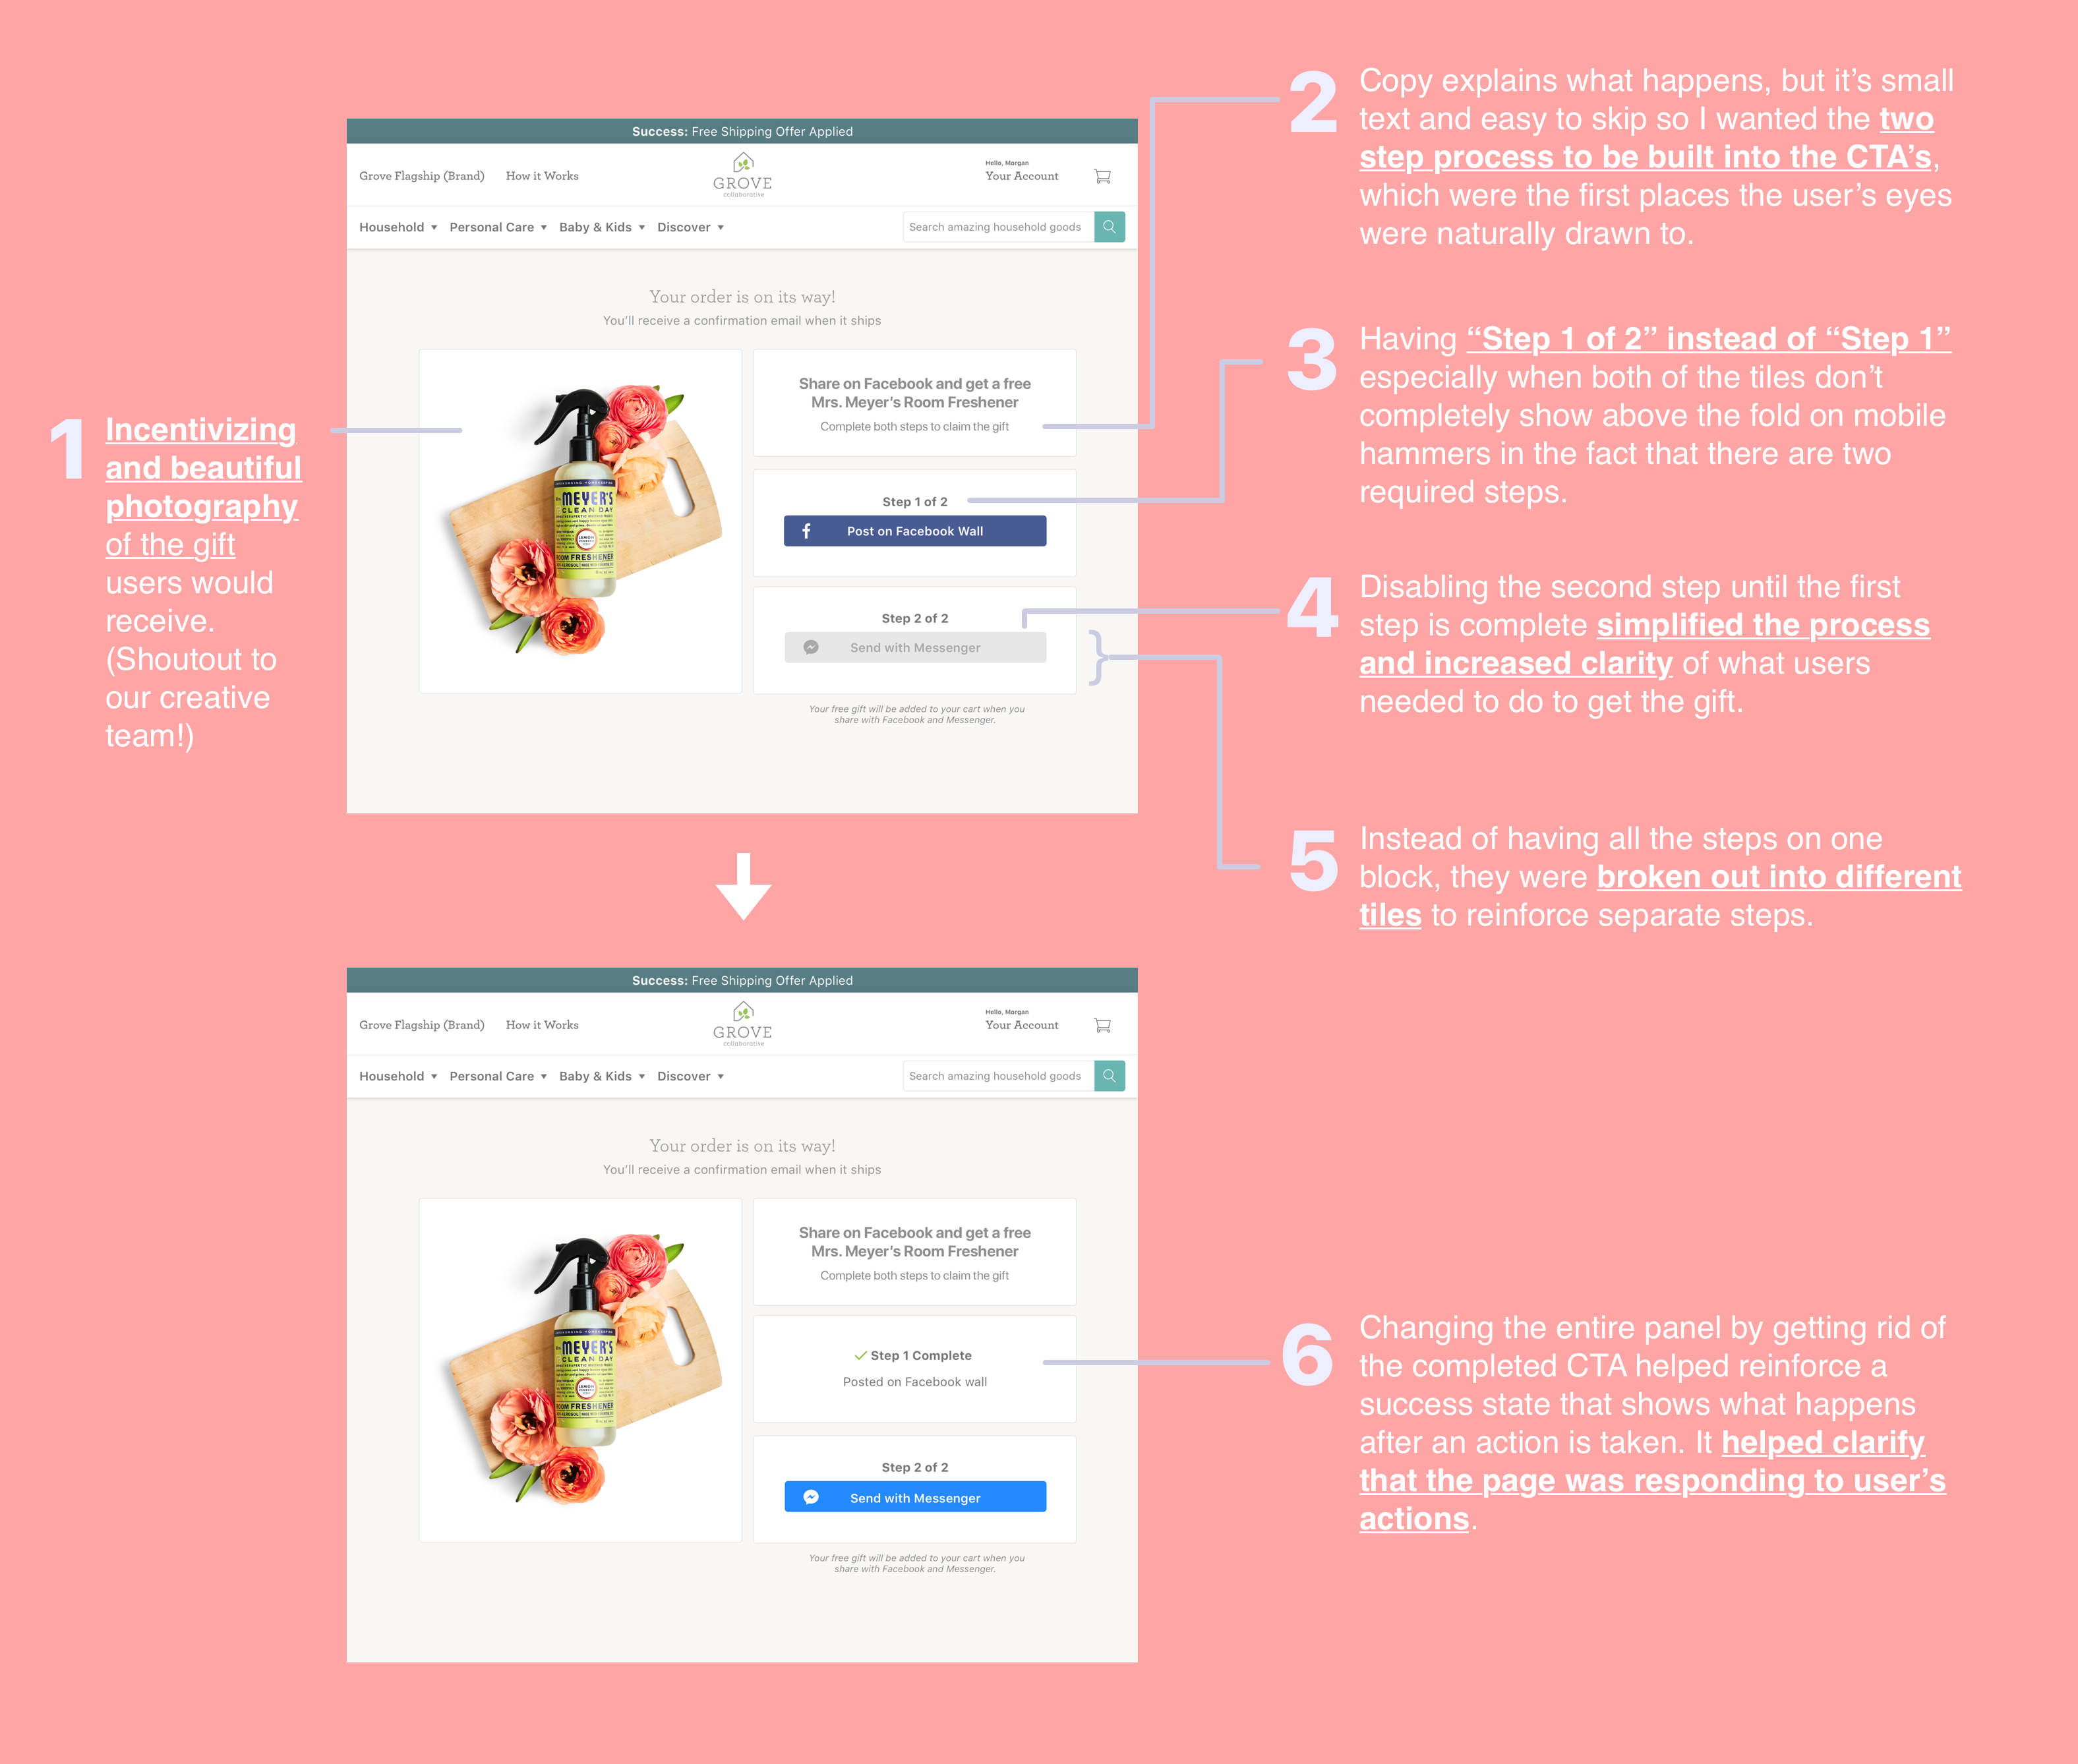 1
Incentivizing
and beautiful
photography
of the gift
users would
receive.
(Shoutout to
our creative
team!)
Success: Free Shipping Offer Applied
Grove Flagship (Brand) How it Works
GROVE
collaborative
Hello, Morgan
Your Account
Household ▾ Personal Care ▾ Baby & Kids ▾ Discover ▾
Search amazing household goods
Your order is on its way!
You'll receive a confirmation email when it ships
MEYER'S
CLEAN DAY
LEMON
ROOM FRESHENER
Share on Facebook and get a free
Mrs. Meyer's Room Freshener
Complete both steps to claim the gift
Step 1 of 2
Post on Facebook Wall
Step 2 of 2
Send with Messenger
Your free gift will be added to your cart when you
share with Facebook and Messenger.
2
Copy explains what happens, but it's small
text and easy to skip so I wanted the two
step process to be built into the CTA's,
which were the first places the user's eyes
were naturally drawn to.
3
Having “Step 1 of 2” instead of “Step 1”
especially when both of the tiles don't
completely show above the fold on mobile
hammers in the fact that there are two
required steps.
4
Disabling the second step until the first
step is complete simplified the process
and increased clarity of what users
needed to do to get the gift.
5
Instead of having all the steps on one
block, they were broken out into different
tiles to reinforce separate steps.
Success: Free Shipping Offer Applied
Grove Flagship (Brand) How it Works
GROVE
collaborative
Hello, Morgan
Your Account
Household ▾ Personal Care ▾ Baby & Kids ▾ Discover ▾
Search amazing household goods
Your order is on its way!
You'll receive a confirmation email when it ships
MEYER'S
CLEAN DAY
LEMON
ROOM FRESHENER
Share on Facebook and get a free
Mrs. Meyer's Room Freshener
Complete both steps to claim the gift
✓ Step 1 Complete
Posted on Facebook wall
Step 2 of 2
Send with Messenger
Your free gift will be added to your cart when you
share with Facebook and Messenger.
6
Changing the entire panel by getting rid of
the completed CTA helped reinforce a
success state that shows what happens
after an action is taken. It helped clarify
that the page was responding to user's
actions.